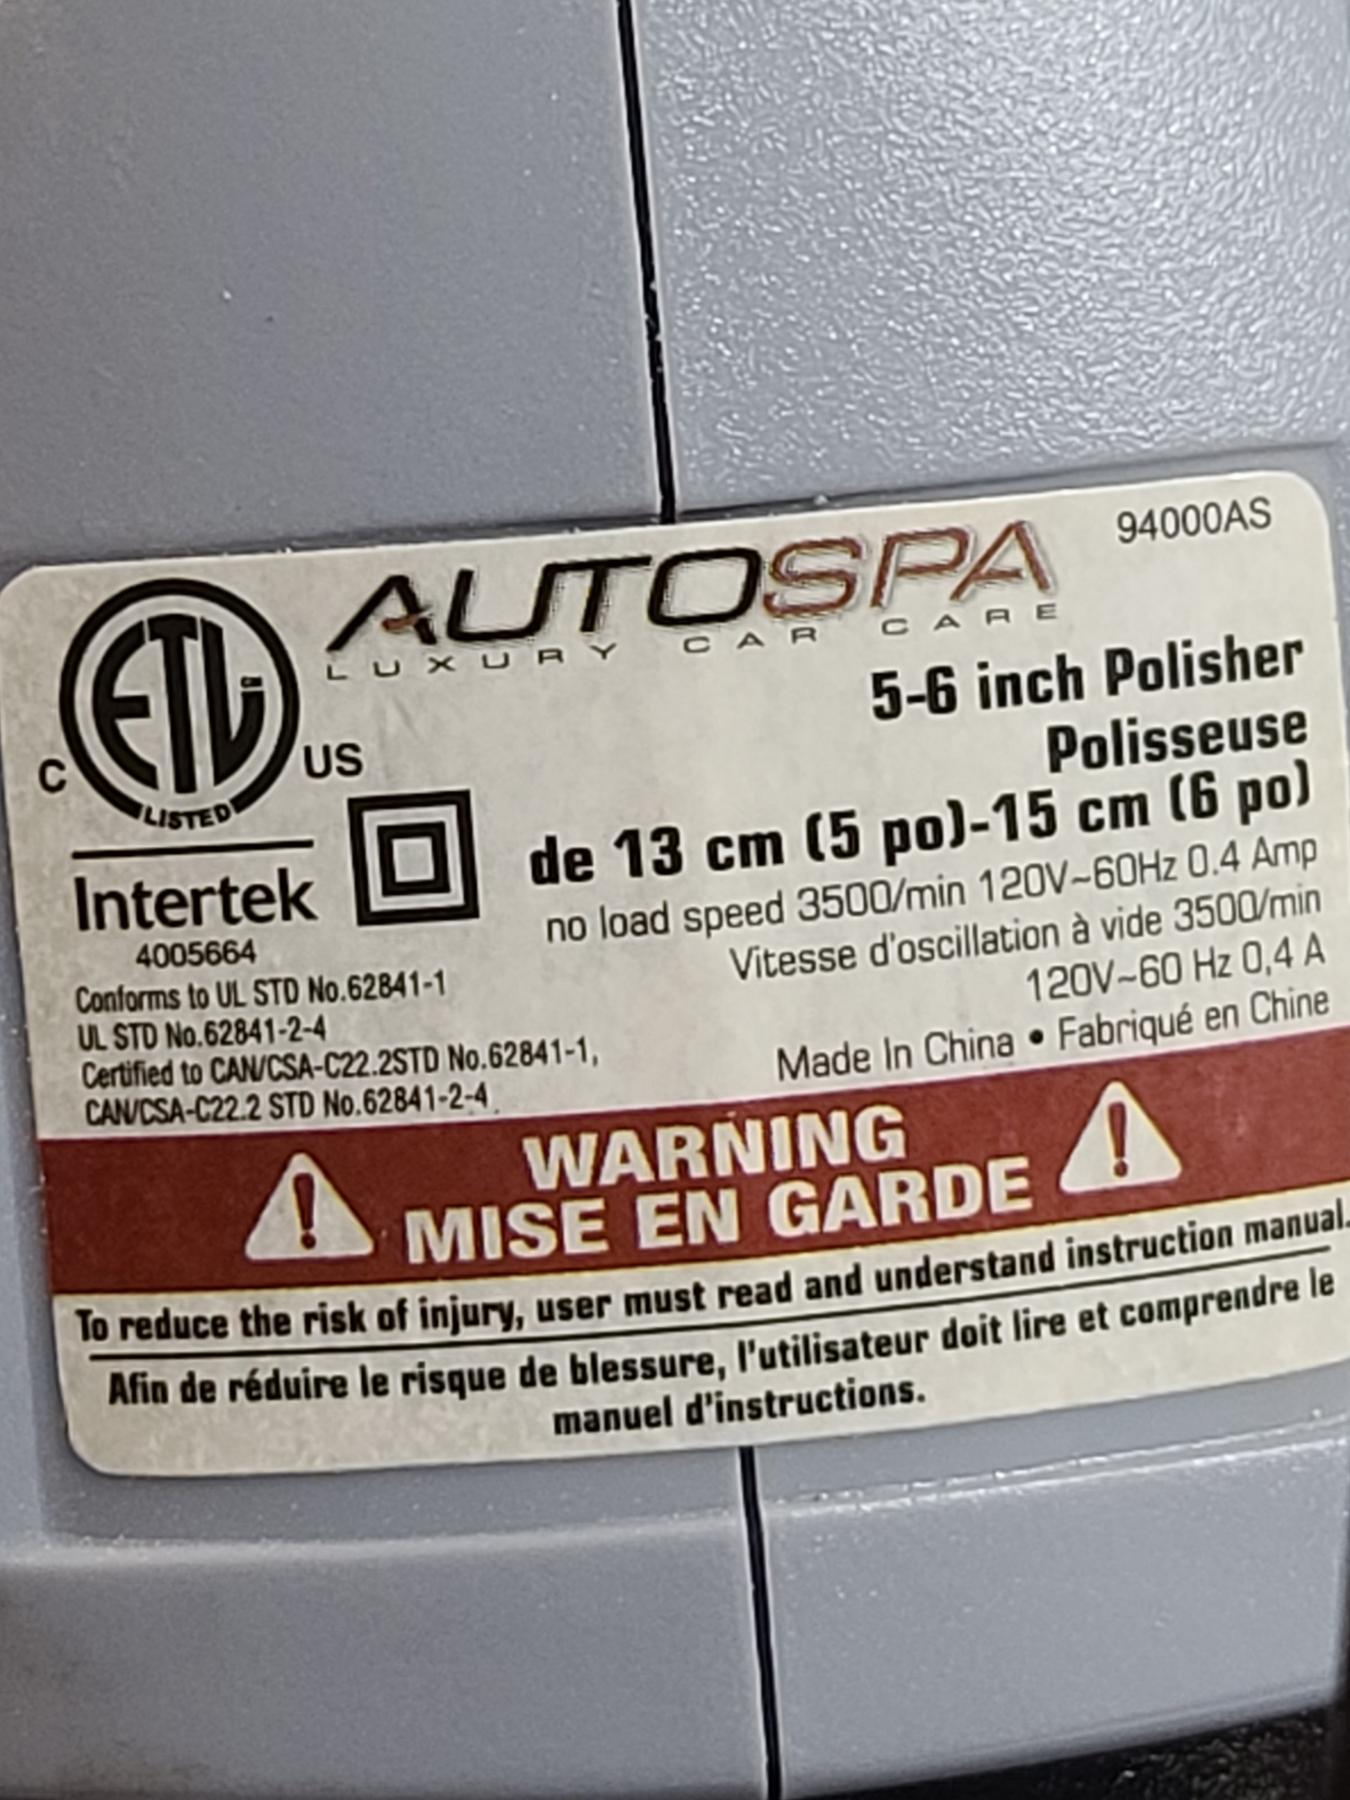 94000AS
AUTOSPA
LUXURY CAR CARE
ETL
LISTED
C
US
Intertek
4005664
Conforms to UL STD No.62841-1
UL STD No.62841-2-4
Certified to CAN/CSA-C22.2STD No.62841-1,
CAN/CSA-C22.2 STD No.62841-2-4
5-6 inch Polisher
Polisseuse
de 13 cm (5 po)-15 cm (6 po)
no load speed 3500/min 120V~60Hz 0.4 Amp
Vitesse d'oscillation à vide 3500/min
120V~60 Hz 0,4 A
Made In China • Fabriqué en Chine
WARNING
MISE EN GARDE
To reduce the risk of injury, user must read and understand instruction manual.
Afin de réduire le risque de blessure, l'utilisateur doit lire et comprendre le
manuel d'instructions.